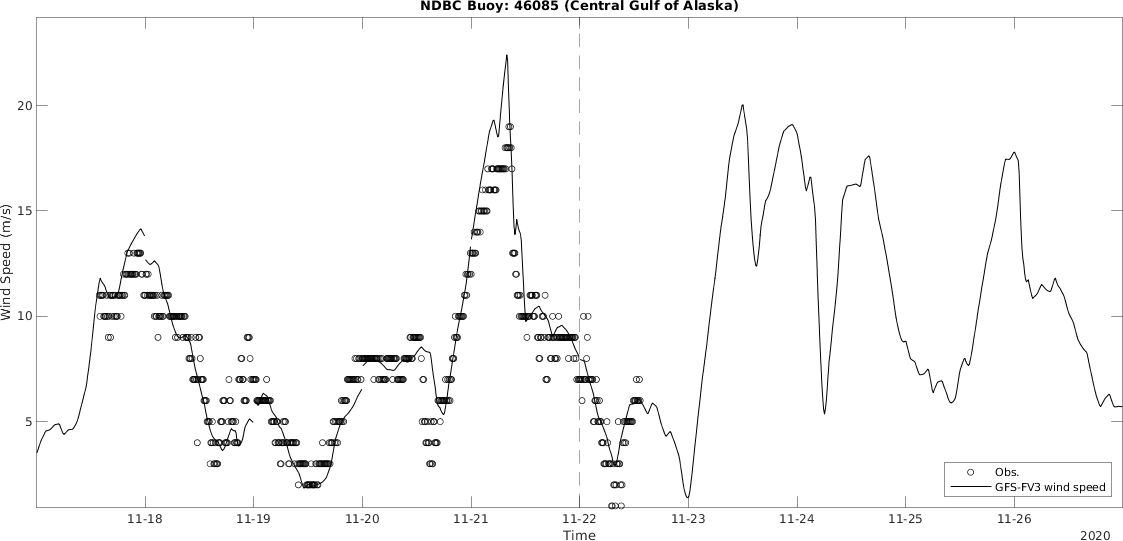 NDBC Buoy: 46085 (Central Gulf of Alaska)
Wind Speed (m/s)
20
15
10
5
11-18 11-19 11-20 11-21 11-22 11-23 11-24 11-25 11-26
Time
2020
Obs.
GFS-FV3 wind speed